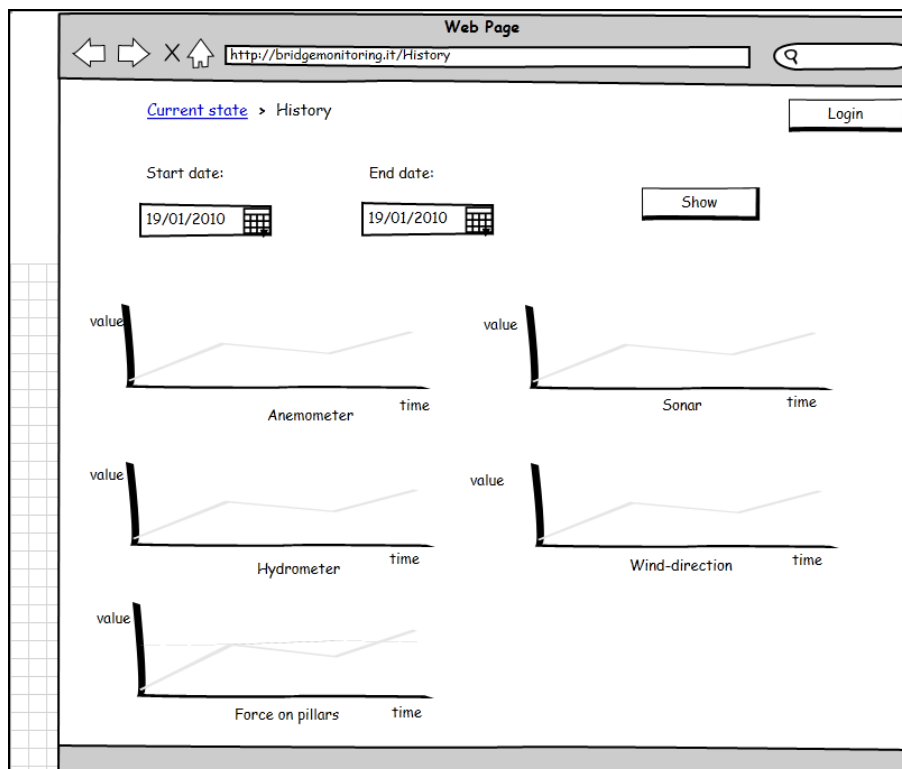 Web Page
http://bridgemonitoring.it/History
Current state > History
Login
Start date:
End date:
19/01/2010
19/01/2010
Show
value
time
Anemometer
value
time
Sonar
value
time
Hydrometer
value
time
Wind-direction
value
time
Force on pillars